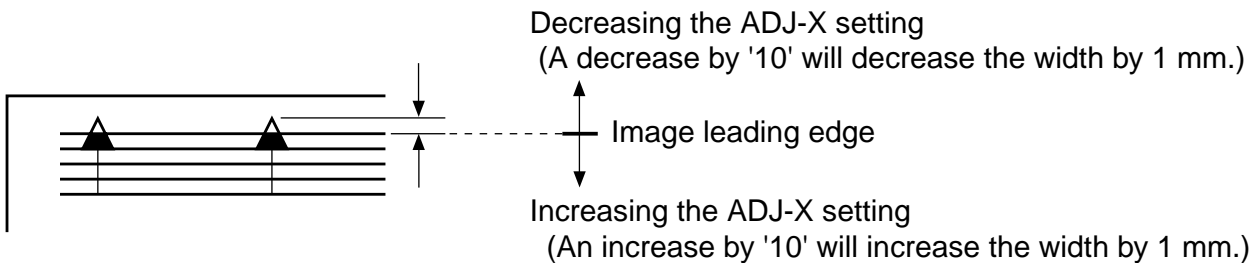 Decreasing the ADJ-X setting
(A decrease by '10' will decrease the width by 1 mm.)
Image leading edge
Increasing the ADJ-X setting
(An increase by '10' will increase the width by 1 mm.)